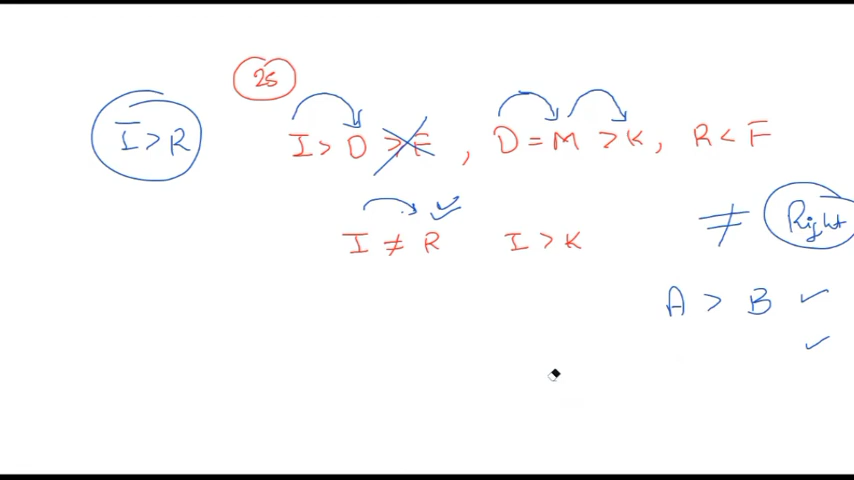 25
I > R
I > D > F , D = M > K , R < F
I ≠ R I > K
≠ Right
A > B ✓
✓